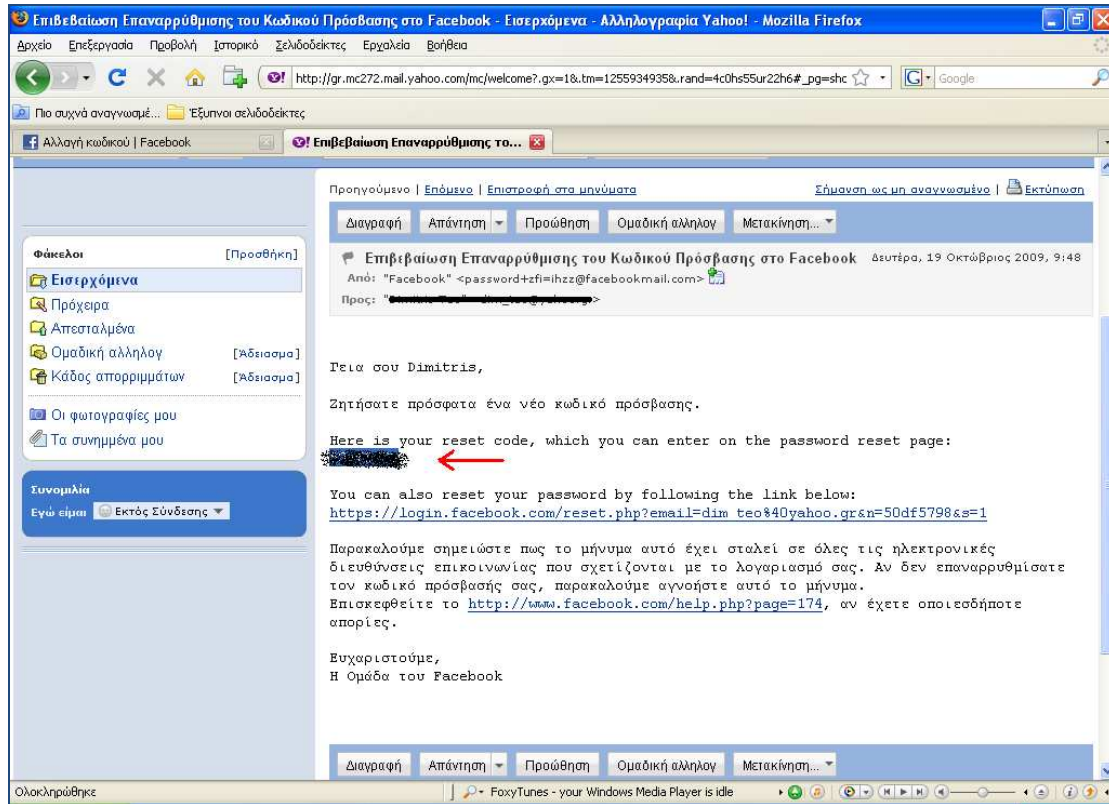 Επιβεβαίωση Επαναρρύθμισης του Κωδικού Πρόσβασης στο Facebook - Εισερχόμενα - Αλληλογραφία Yahoo! - Mozilla Firefox
Αρχείο Επεξεργασία Προβολή Ιστορικό Σελιδοδείκτες Εργαλεία Βοήθεια
http://gr.mc272.mail.yahoo.com/mc/welcome?.gx=1&.tm=1255934935&.rand=4c0hs55ur22h6#_pg=shc Google
Πιο συχνά αναγνωσμέ... Έξυπνοι σελιδοδείκτες
Αλλαγή κωδικού | Facebook
Επιβεβαίωση Επαναρρύθμισης το...
Προηγούμενο | Επόμενο | Επιστροφή στα μηνύματα
Σήμανση ως μη αναγνωσμένο | Εκτύπωση
Διαγραφή Απάντηση Προώθηση Ομαδική αλληλογ Μετακίνηση...
Φάκελοι [Προσθήκη]
Εισερχόμενα
Πρόχειρα
Απεσταλμένα
Ομαδική αλληλογ [Άδειασμα]
Κάδος απορριμμάτων [Άδειασμα]
Οι φωτογραφίες μου
Τα συνημμένα μου
Συνομιλία
Εγώ είμαι Εκτός Σύνδεσης
Επιβεβαίωση Επαναρρύθμισης του Κωδικού Πρόσβασης στο Facebook Δευτέρα, 19 Οκτώβριος 2009, 9:48
Από: "Facebook" <password+zfi=ihzz@facebookmail.com>
Προς:
Γεια σου Dimitris,
Ζητήσατε πρόσφατα ένα νέο κωδικό πρόσβασης.
Here is your reset code, which you can enter on the password reset page:
You can also reset your password by following the link below:
https://login.facebook.com/reset.php?email=dim_teo%40yahoo.gr&n=50df5798&s=1
Παρακαλούμε σημειώστε πως το μήνυμα αυτό έχει σταλεί σε όλες τις ηλεκτρονικές
διευθύνσεις επικοινωνίας που σχετίζονται με το λογαριασμό σας. Αν δεν επαναρρυθμίσατε
τον κωδικό πρόσβασής σας, παρακαλούμε αγνοήστε αυτό το μήνυμα.
Επισκεφθείτε το http://www.facebook.com/help.php?page=174, αν έχετε οποιεσδήποτε
απορίες.
Ευχαριστούμε,
Η Ομάδα του Facebook
Διαγραφή Απάντηση Προώθηση Ομαδική αλληλογ Μετακίνηση...
Ολοκληρώθηκε
FoxyTunes - your Windows Media Player is idle